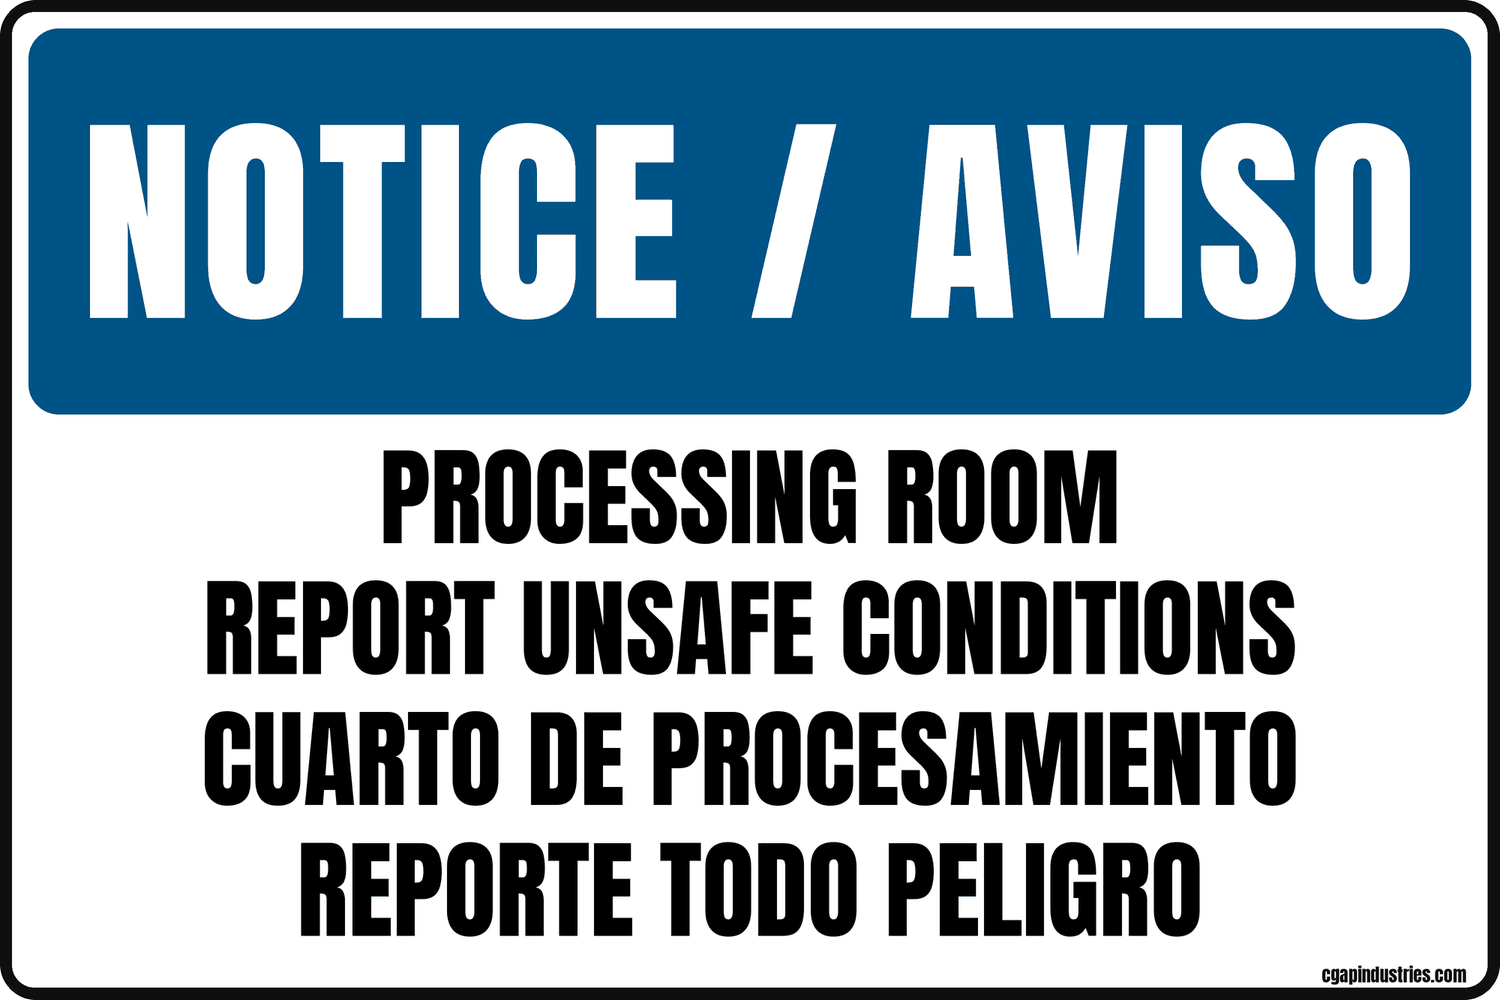 NOTICE / AVISO
PROCESSING ROOM
REPORT UNSAFE CONDITIONS
CUARTO DE PROCESAMIENTO
REPORTE TODO PELIGRO
cgapindustries.com